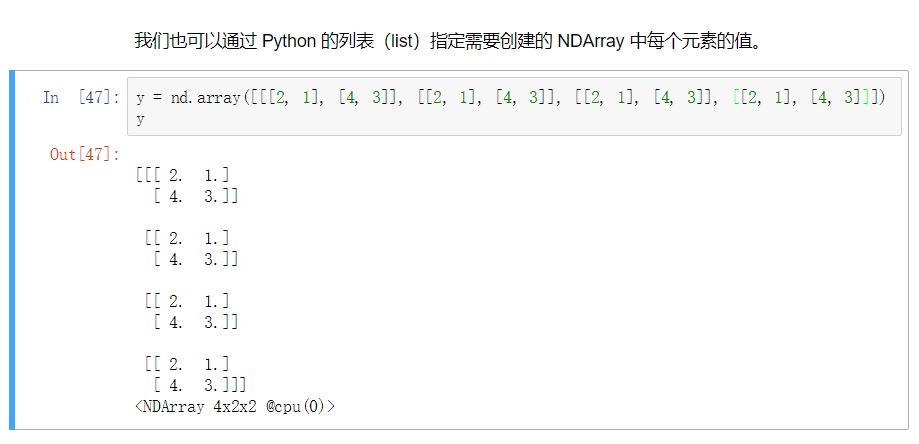 我们也可以通过 Python 的列表（list）指定需要创建的 NDArray 中每个元素的值。
In [47]: y = nd.array([[[2, 1], [4, 3]], [[2, 1], [4, 3]], [[2, 1], [4, 3]], [[2, 1], [4, 3]]])
y
Out[47]:
[[[ 2. 1.]
[ 4. 3.]]
[[ 2. 1.]
[ 4. 3.]]
[[ 2. 1.]
[ 4. 3.]]
[[ 2. 1.]
[ 4. 3.]]]
<NDArray 4x2x2 @cpu(0)>